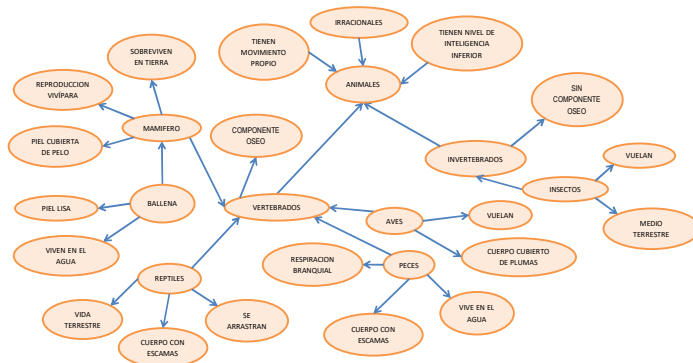 IRRACIONALES
TIENEN
MOVIMIENTO
PROPIO
TIENEN NIVEL DE
INTELIGENCIA
INFERIOR
SOBREVIVEN
EN TIERRA
REPRODUCCION
VIVÍPARA
ANIMALES
SIN
COMPONENTE
OSEO
MAMIFERO
COMPONENTE
OSEO
PIEL CUBIERTA
DE PELO
INVERTEBRADOS
VUELAN
INSECTOS
PIEL LISA
BALLENA
VERTEBRADOS
AVES
VUELAN
MEDIO
TERRESTRE
VIVEN EN EL
AGUA
RESPIRACION
BRANQUIAL
PECES
CUERPO CUBIERTO
DE PLUMAS
REPTILES
VIDA
TERRESTRE
SE
ARRASTRAN
VIVE EN EL
AGUA
CUERPO CON
ESCAMAS
CUERPO CON
ESCAMAS